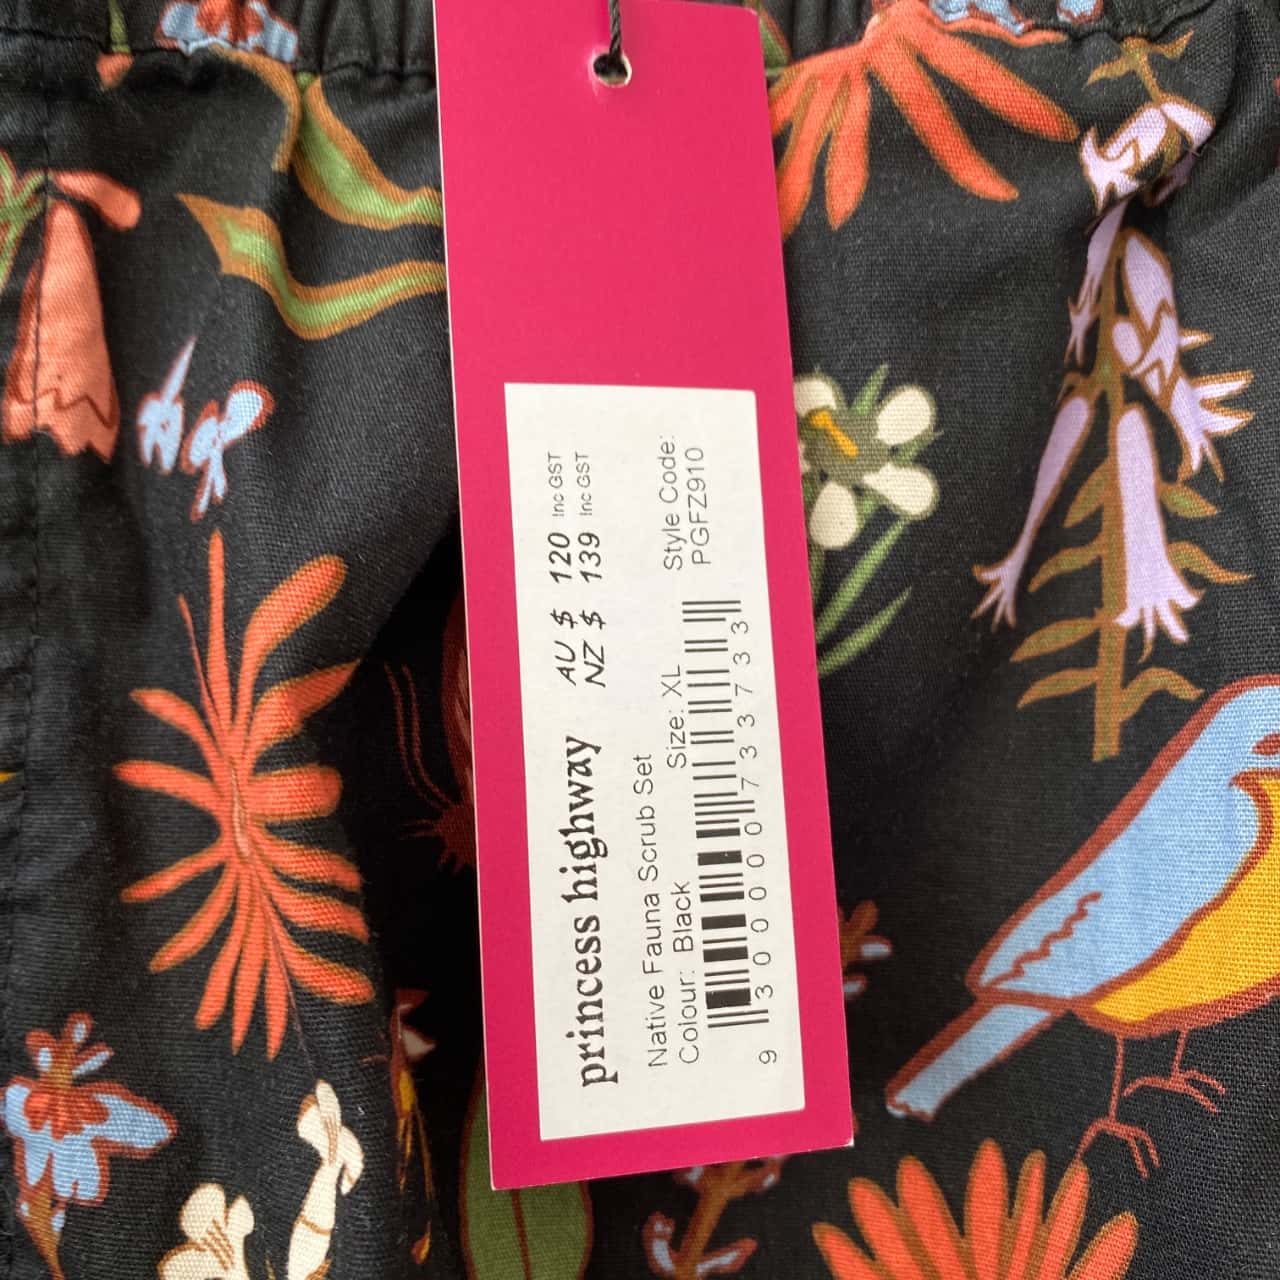 princess highway
AU $ 120 Inc GST
NZ $ 139 Inc GST
Native Fauna Scrub Set
Colour: Black
Size: XL
Style Code:
PGFZ910
9 300000 733733